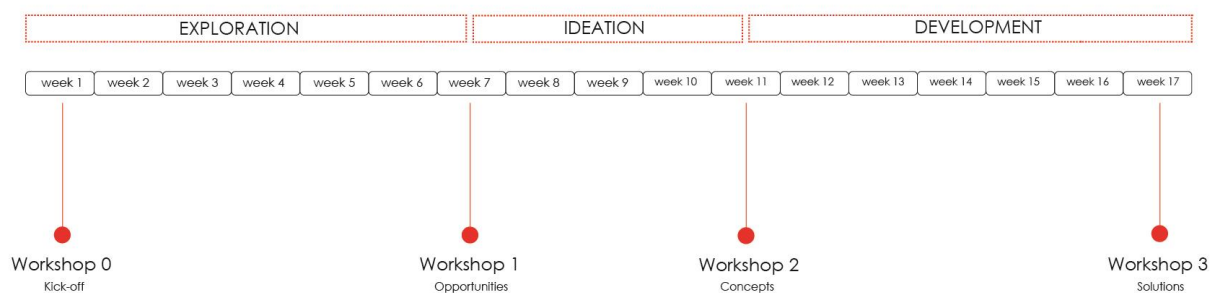 EXPLORATION IDEATION DEVELOPMENT
week 1 week 2 week 3 week 4 week 5 week 6 week 7 week 8 week 9 week 10 week 11 week 12 week 13 week 14 week 15 week 16 week 17
Workshop 0 Workshop 1 Workshop 2 Workshop 3
Kick-off Opportunities Concepts Solutions